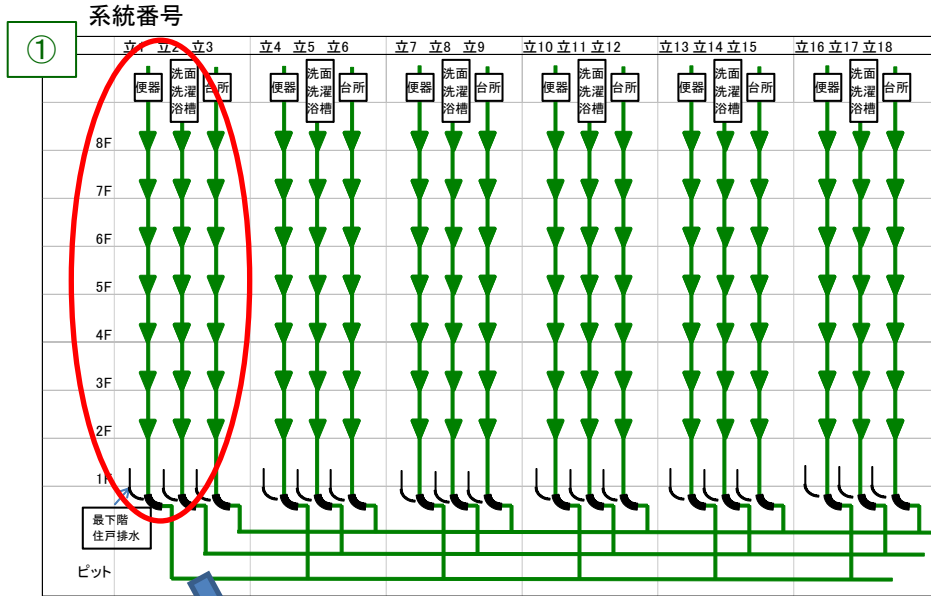 系統番号
①
立1 立2 立3 立4 立5 立6 立7 立8 立9 立10 立11 立12 立13 立14 立15 立16 立17 立18
便器 洗面洗濯浴槽 台所 便器 洗面洗濯浴槽 台所 便器 洗面洗濯浴槽 台所 便器 洗面洗濯浴槽 台所 便器 洗面洗濯浴槽 台所 便器 洗面洗濯浴槽 台所
8F
7F
6F
5F
4F
3F
2F
1F
最下階
住戸排水
ピット